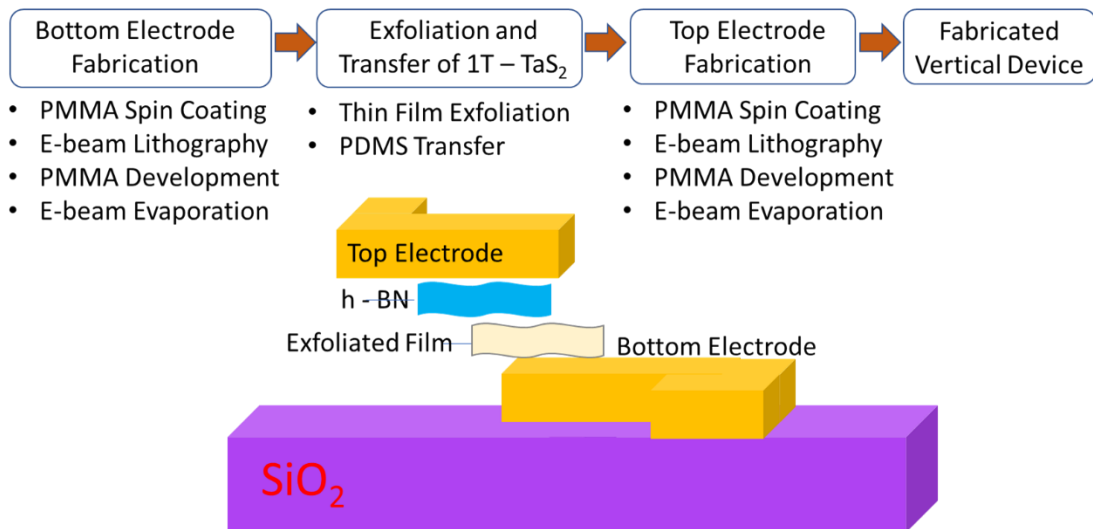 Bottom Electrode
Fabrication
Exfoliation and
Transfer of 1T – TaS₂
Top Electrode
Fabrication
Fabricated
Vertical Device
• PMMA Spin Coating
• E-beam Lithography
• PMMA Development
• E-beam Evaporation
• Thin Film Exfoliation
• PDMS Transfer
• PMMA Spin Coating
• E-beam Lithography
• PMMA Development
• E-beam Evaporation
Top Electrode
h - BN
Exfoliated Film
Bottom Electrode
SiO₂